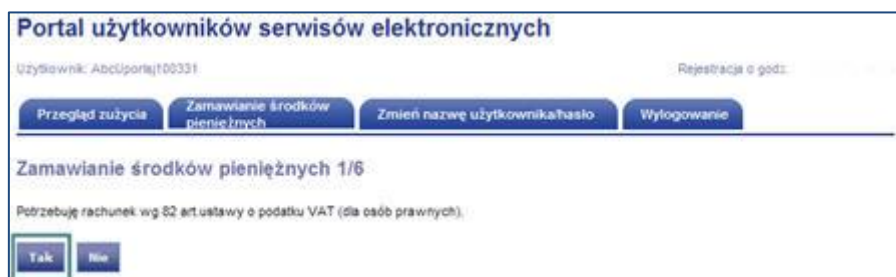 Portal użytkowników serwisów elektronicznych
Użytkownik: AbcUportej100331 Rejestracja o godz.
Przegląd zużycia Zamawianie środków pieniężnych Zmień nazwę użytkownika/hasło Wylogowanie
Zamawianie środków pieniężnych 1/6
Potrzebuję rachunek wg 82 art.ustawy o podatku VAT (dla osób prawnych).
Tak Nie